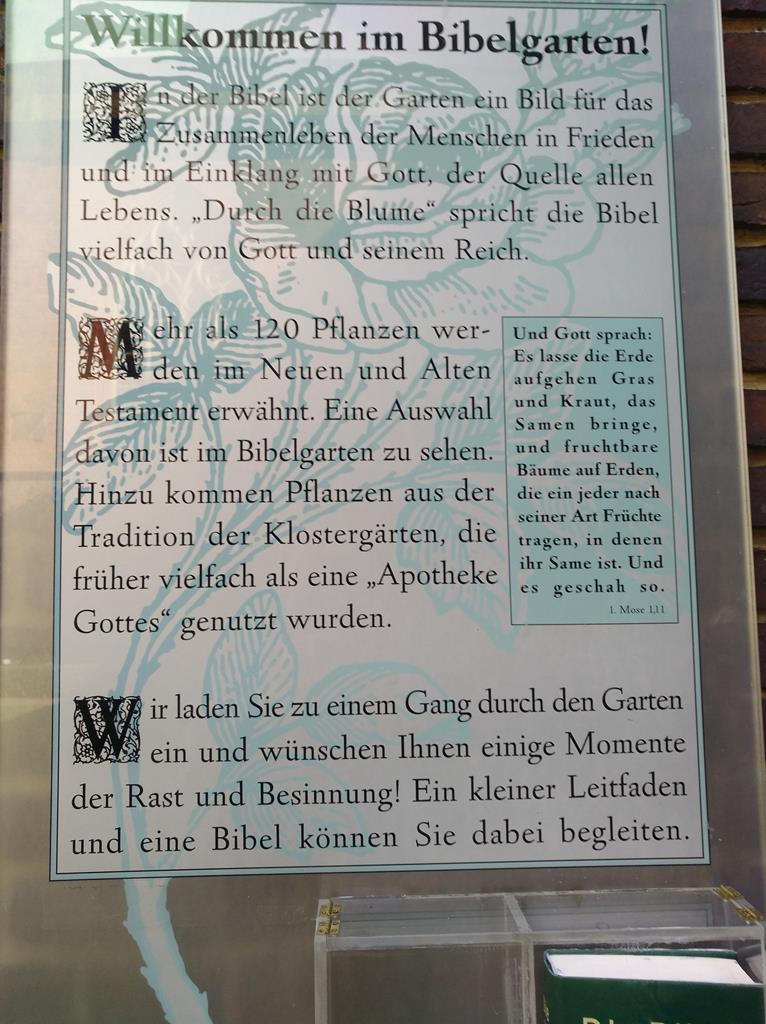 Willkommen im Bibelgarten!
In der Bibel ist der Garten ein Bild für das
Zusammenleben der Menschen in Frieden
und im Einklang mit Gott, der Quelle allen
Lebens. „Durch die Blume“ spricht die Bibel
vielfach von Gott und seinem Reich.
Mehr als 120 Pflanzen wer-
den im Neuen und Alten
Testament erwähnt. Eine Auswahl
davon ist im Bibelgarten zu sehen.
Hinzu kommen Pflanzen aus der
Tradition der Klostergärten, die
früher vielfach als eine „Apotheke
Gottes“ genutzt wurden.
Und Gott sprach:
Es lasse die Erde
aufgehen Gras
und Kraut, das
Samen bringe,
und fruchtbare
Bäume auf Erden,
die ein jeder nach
seiner Art Früchte
tragen, in denen
ihr Same ist. Und
es geschah so.
1. Mose 1,11
Wir laden Sie zu einem Gang durch den Garten
ein und wünschen Ihnen einige Momente
der Rast und Besinnung! Ein kleiner Leitfaden
und eine Bibel können Sie dabei begleiten.